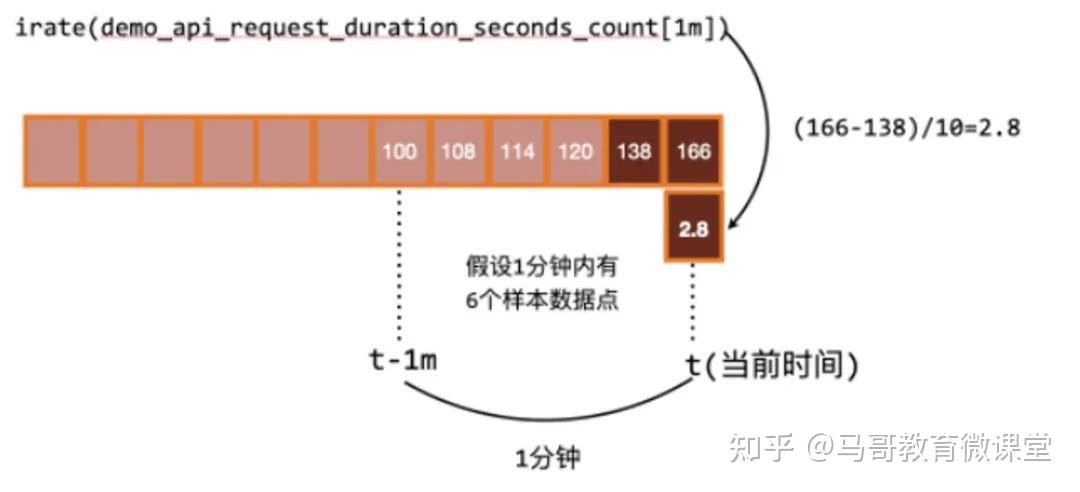 irate(demo_api_request_duration_seconds_count[1m])
(166-138)/10=2.8
100 108 114 120 138 166
2.8
假设1分钟内有
6个样本数据点
t-1m
t(当前时间)
1分钟
知乎 @马哥教育微课堂